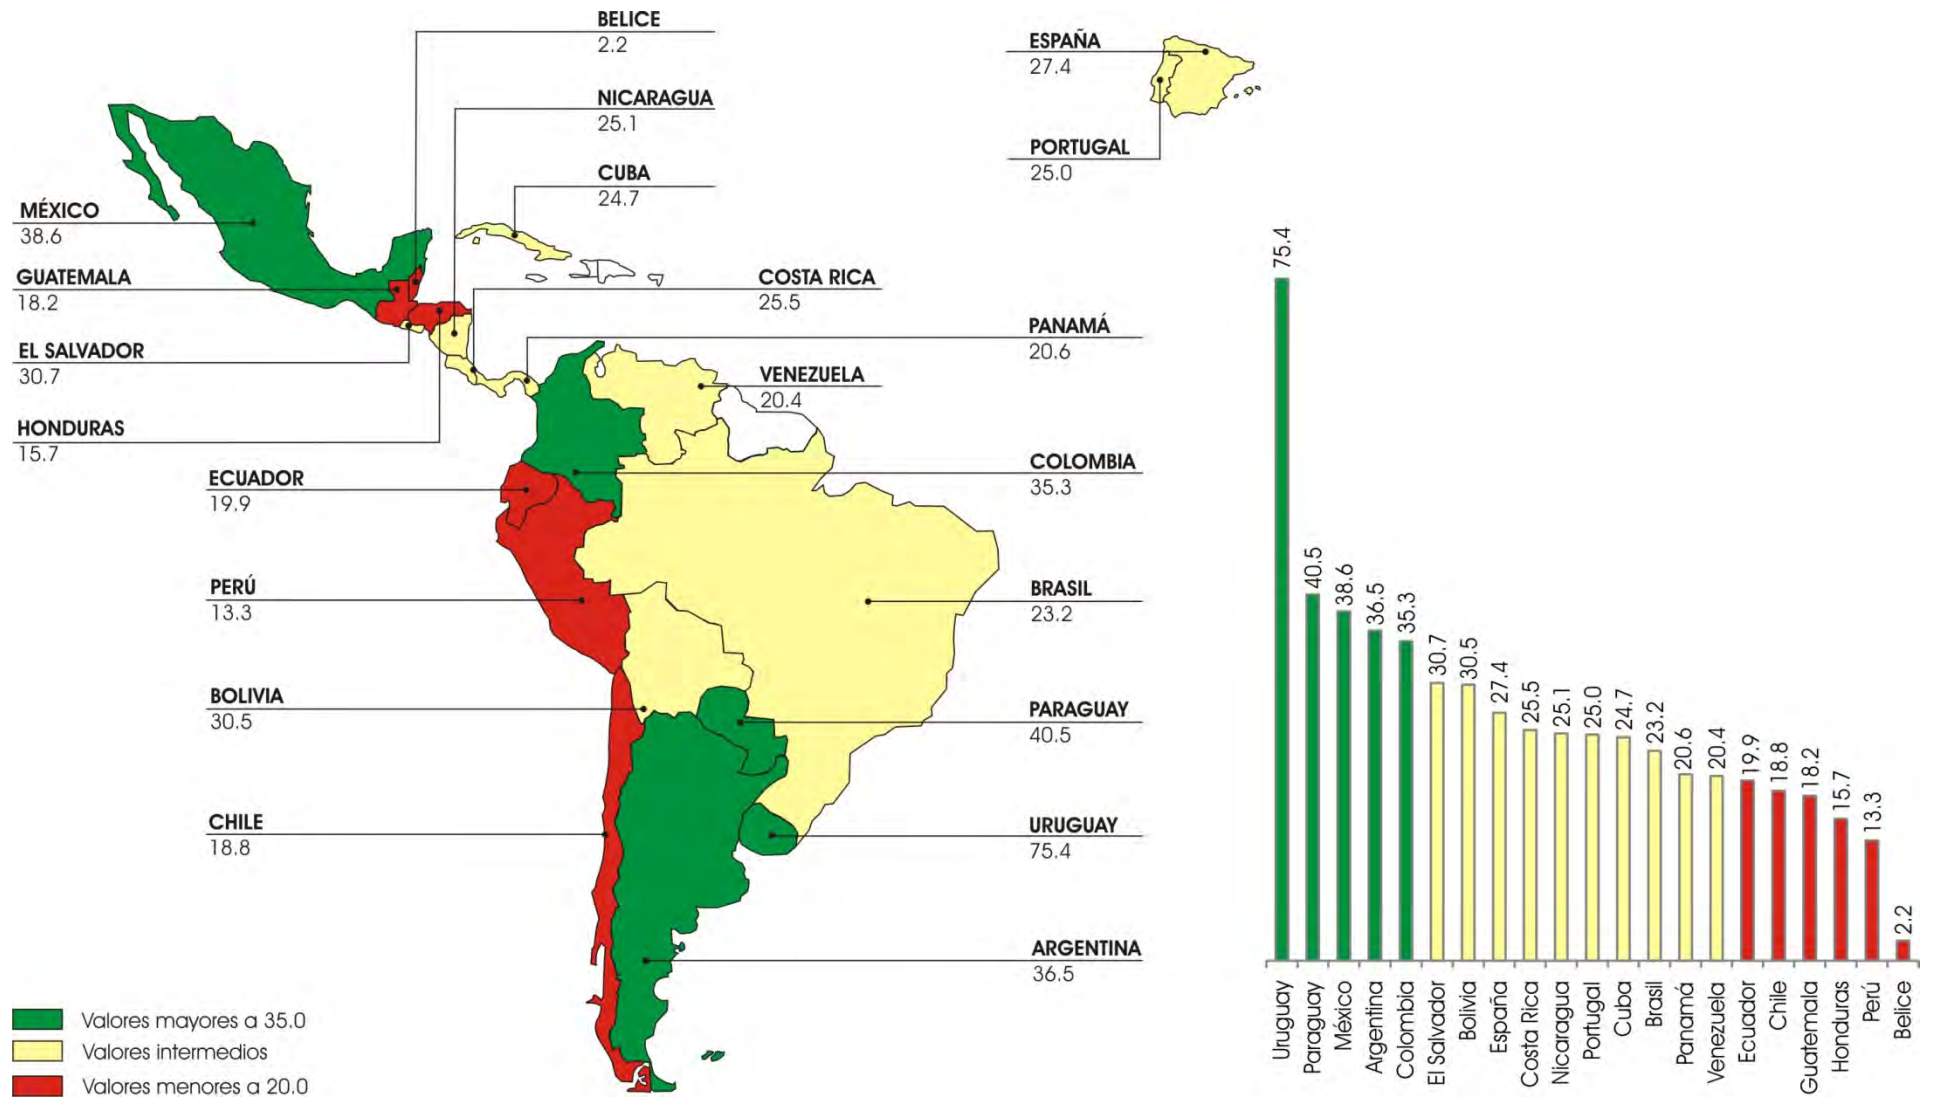 BELICE
2.2
NICARAGUA
25.1
CUBA
24.7
ESPAÑA
27.4
PORTUGAL
25.0
MÉXICO
38.6
GUATEMALA
18.2
EL SALVADOR
30.7
HONDURAS
15.7
COSTA RICA
25.5
PANAMÁ
20.6
VENEZUELA
20.4
ECUADOR
19.9
COLOMBIA
35.3
PERÚ
13.3
BRASIL
23.2
BOLIVIA
30.5
PARAGUAY
40.5
CHILE
18.8
URUGUAY
75.4
ARGENTINA
36.5
Valores mayores a 35.0
Valores intermedios
Valores menores a 20.0
75.4
40.5
38.6
36.5
35.3
30.7
30.5
27.4
25.5
25.1
25.0
24.7
23.2
20.6
20.4
19.9
18.8
18.2
15.7
13.3
2.2
Uruguay
Paraguay
México
Argentina
Colombia
El Salvador
Bolivia
España
Costa Rica
Nicaragua
Portugal
Cuba
Brasil
Panamá
Venezuela
Ecuador
Chile
Guatemala
Honduras
Perú
Belice